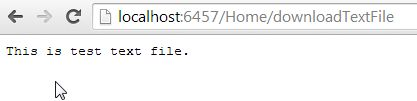 localhost:6457/Home/downloadTextFile
This is test text file.